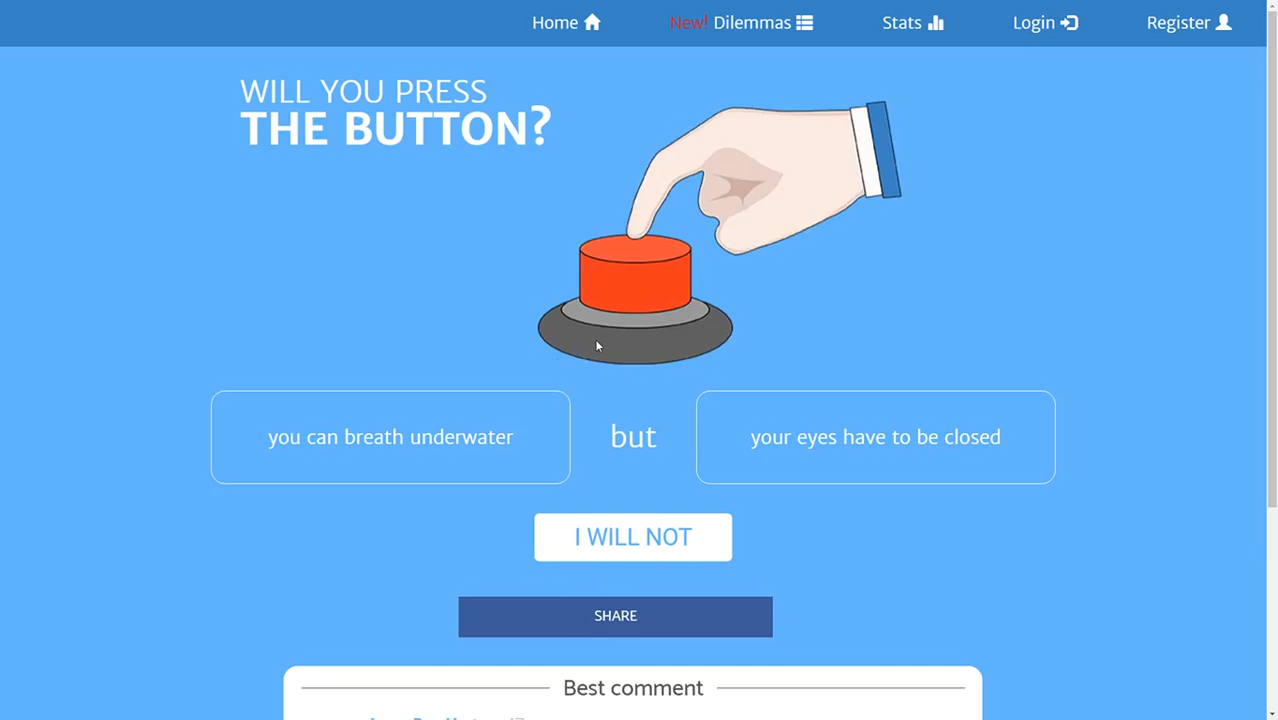 Home
New! Dilemmas
Stats
Login
Register
WILL YOU PRESS
THE BUTTON?
you can breath underwater
but
your eyes have to be closed
I WILL NOT
SHARE
Best comment